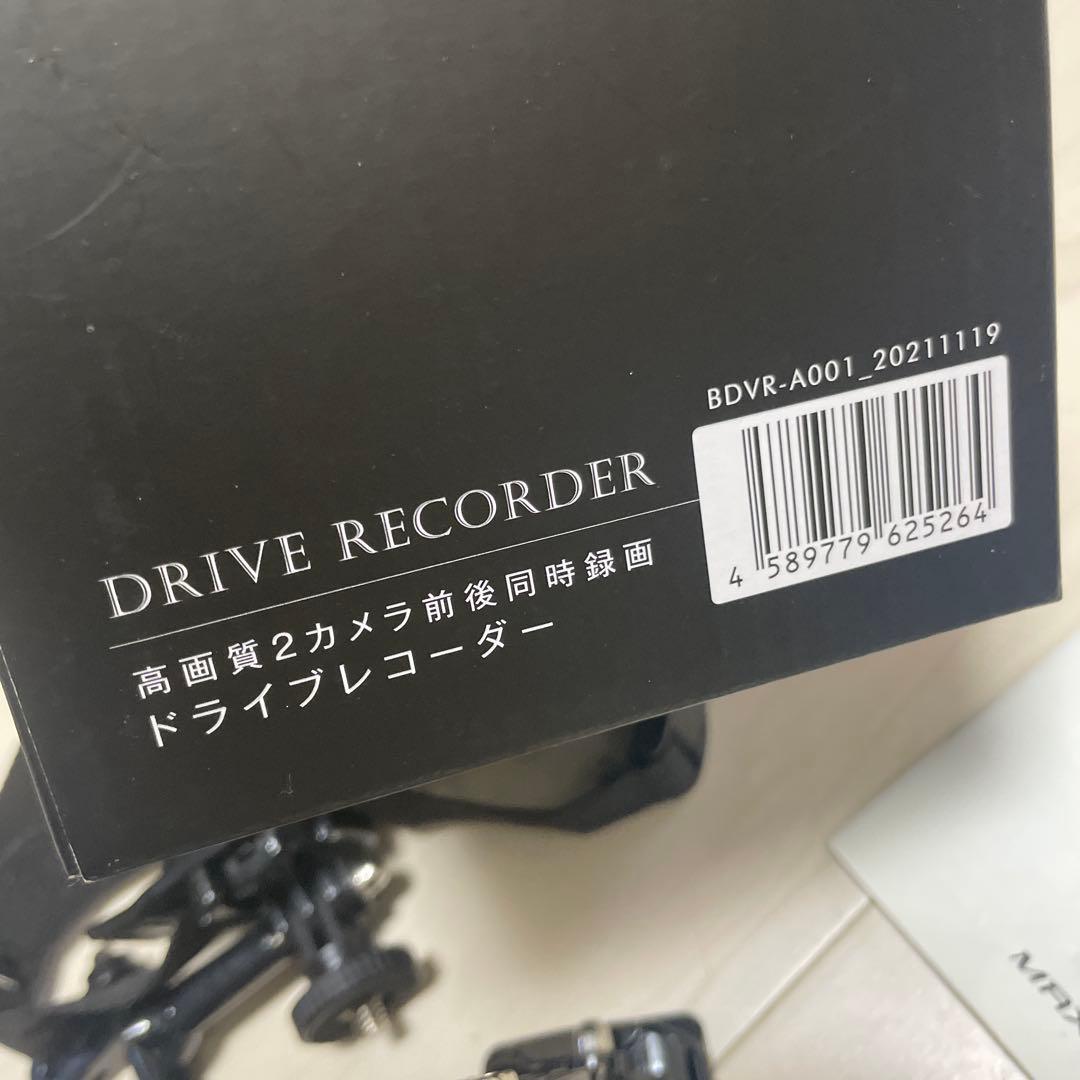 BDVR-A001_20211119
4 589779 625264
DRIVE RECORDER
高画質2カメラ前後同時録画
ドライブレコーダー
MAX